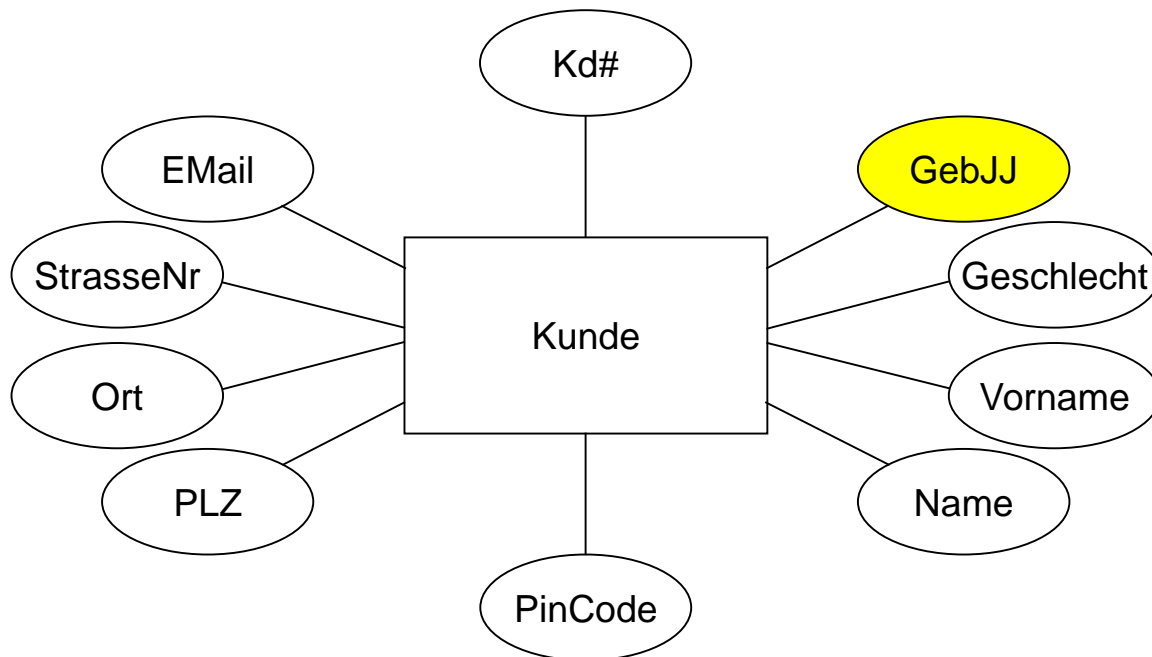 Kd#
EMail
GebJJ
StrasseNr
Geschlecht
Kunde
Ort
Vorname
PLZ
Name
PinCode